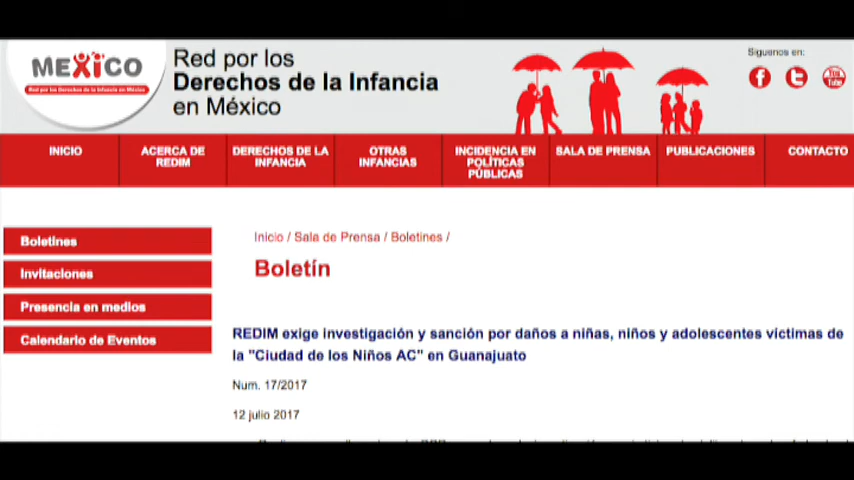 MEXICO
Red por los Derechos de la Infancia en México
Red por los
Derechos de la Infancia
en México
Síguenos en:
You
Tube
INICIO
ACERCA DE
REDIM
DERECHOS DE LA
INFANCIA
OTRAS
INFANCIAS
INCIDENCIA EN
POLÍTICAS
PÚBLICAS
SALA DE PRENSA
PUBLICACIONES
CONTACTO
Boletines
Invitaciones
Presencia en medios
Calendario de Eventos
Inicio / Sala de Prensa / Boletines /
Boletín
REDIM exige investigación y sanción por daños a niñas, niños y adolescentes víctimas de
la "Ciudad de los Niños AC" en Guanajuato
Num. 17/2017
12 julio 2017